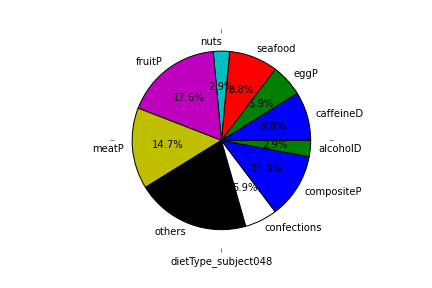 nuts
seafood
fruitP
eggP
2.9%
8.8%
17.6%
5.9%
caffeineD
8.8%
meatP
14.7%
2.9%
alcoholD
11.8%
5.9%
compositeP
others
confections
dietType_subject048